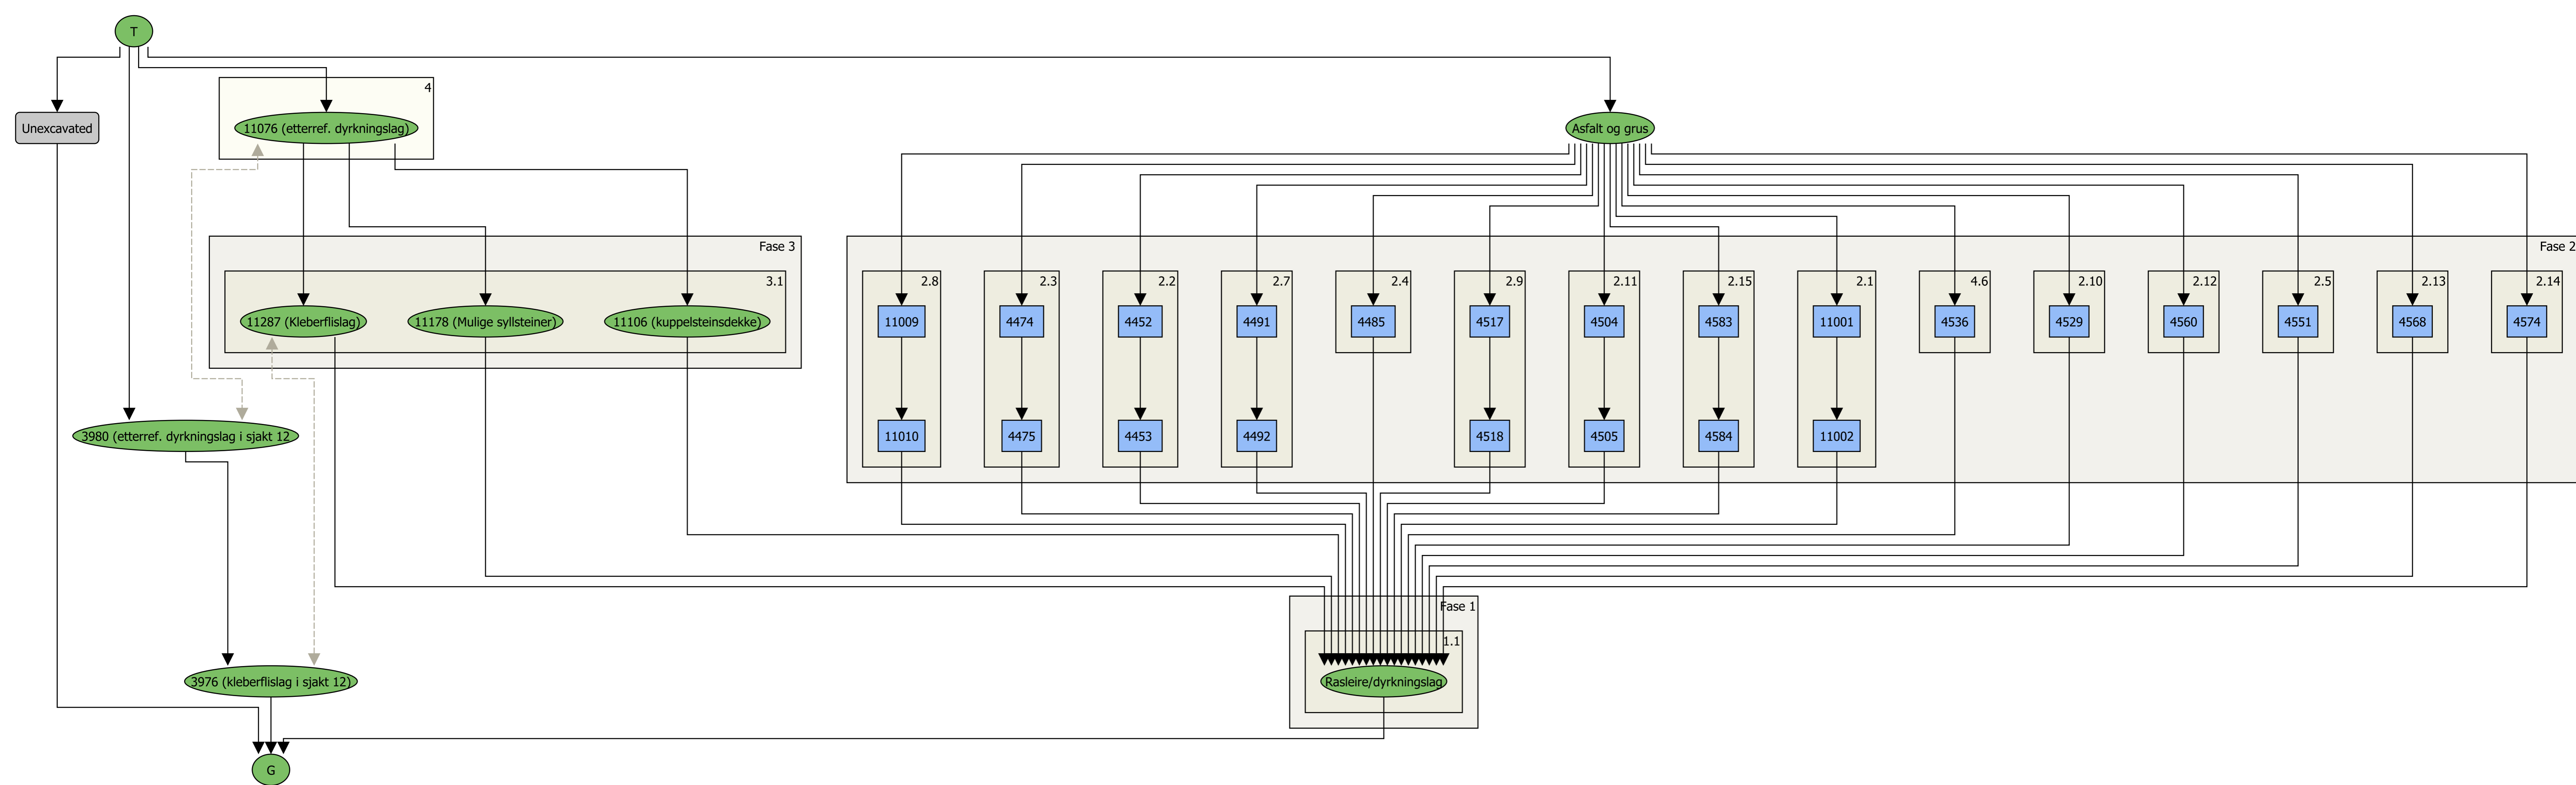 T
Unexcavated
4
11076 (etterref. dyrkningslag)
Asfalt og grus
Fase 3
3.1
11287 (Kleberflislag)
11178 (Mulige syllsteiner)
11106 (kuppelsteinsdekke)
Fase 2
2.8
2.3
2.2
2.7
2.4
2.9
2.11
2.15
2.1
4.6
2.10
2.12
2.5
2.13
2.14
11009
4474
4452
4491
4485
4517
4504
4583
11001
4536
4529
4560
4551
4568
4574
11010
4475
4453
4492
4518
4505
4584
11002
3980 (etterref. dyrkningslag i sjakt 12
Fase 1
1.1
3976 (kleberflislag i sjakt 12)
Rasleire/dyrkningslag
G